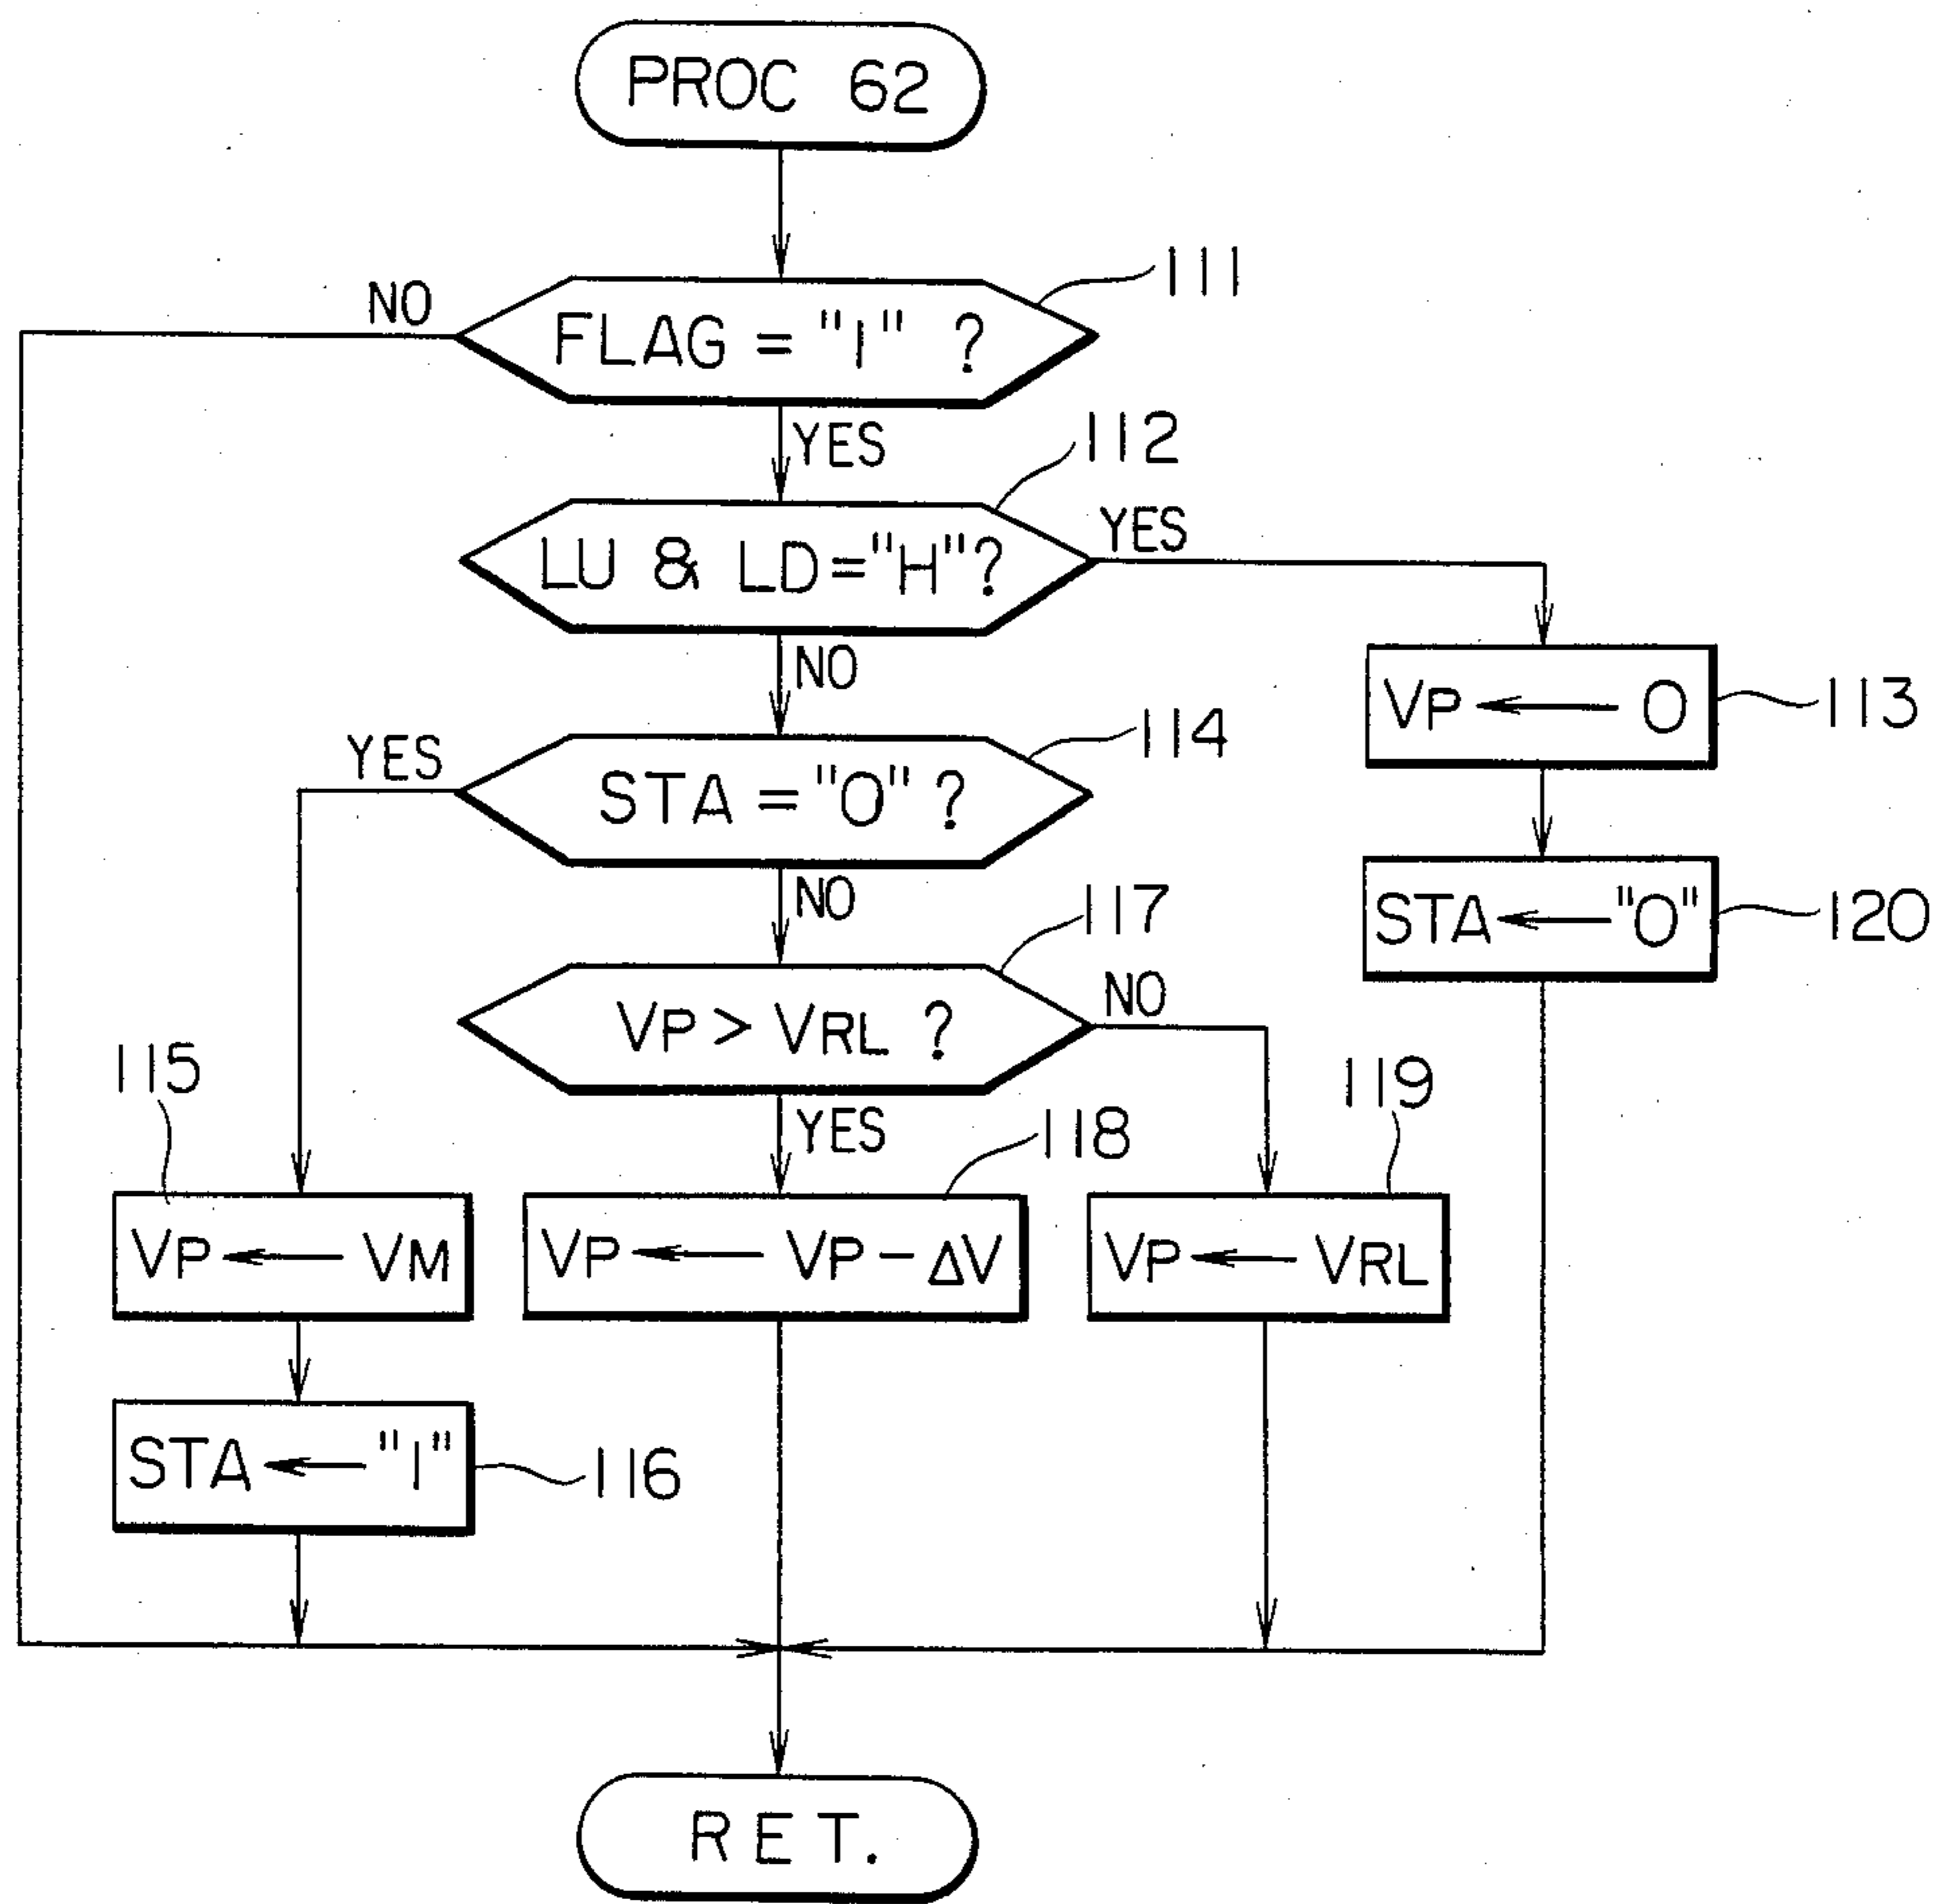 PROC 62
111
NO
FLAG = "1" ?
YES
112
LU & LD = "H" ?
YES
NO
VP ← 0
113
114
YES
STA = "0" ?
NO
STA ← "0"
120
117
VP > VRL ?
NO
115
YES
118
119
VP ← VM
VP ← VP - ΔV
VP ← VRL
STA ← "1"
116
RET.